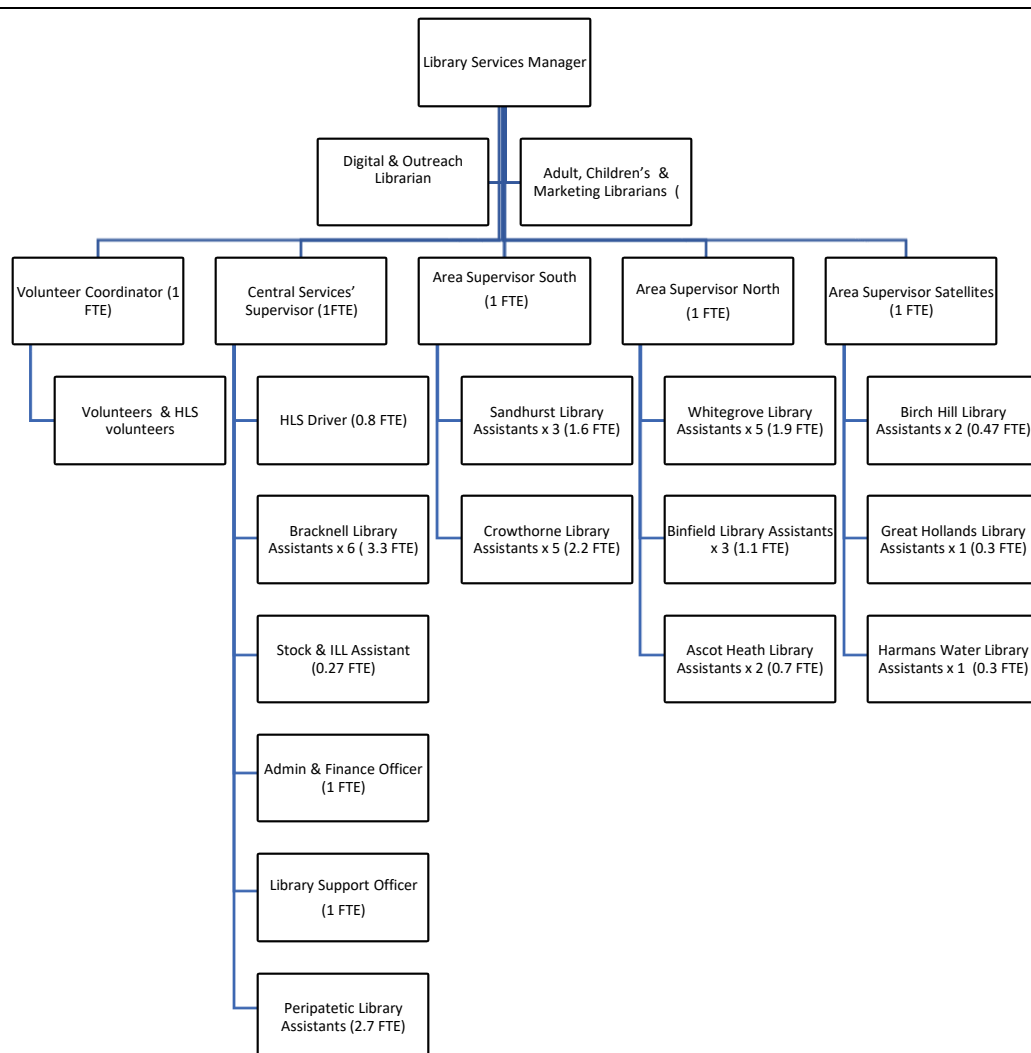 Library Services Manager
Digital & Outreach
Librarian
Adult, Children’s &
Marketing Librarians (
Volunteer Coordinator (1
FTE)
Central Services’
Supervisor (1FTE)
Area Supervisor South
(1 FTE)
Area Supervisor North
(1 FTE)
Area Supervisor Satellites
(1 FTE)
Volunteers & HLS
volunteers
HLS Driver (0.8 FTE)
Sandhurst Library
Assistants x 3 (1.6 FTE)
Whitegrove Library
Assistants x 5 (1.9 FTE)
Birch Hill Library
Assistants x 2 (0.47 FTE)
Bracknell Library
Assistants x 6 ( 3.3 FTE)
Crowthorne Library
Assistants x 5 (2.2 FTE)
Binfield Library Assistants
x 3 (1.1 FTE)
Great Hollands Library
Assistants x 1 (0.3 FTE)
Stock & ILL Assistant
(0.27 FTE)
Ascot Heath Library
Assistants x 2 (0.7 FTE)
Harmans Water Library
Assistants x 1 (0.3 FTE)
Admin & Finance Officer
(1 FTE)
Library Support Officer
(1 FTE)
Peripatetic Library
Assistants (2.7 FTE)